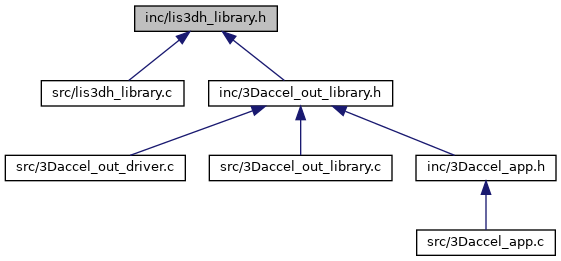 inc/lis3dh_library.h
src/lis3dh_library.c
inc/3Daccel_out_library.h
src/3Daccel_out_driver.c
src/3Daccel_out_library.c
inc/3Daccel_app.h
src/3Daccel_app.c